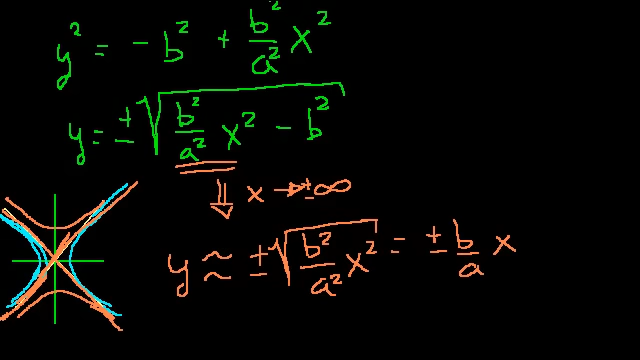 y² = - b² + b²/a² x²
y = ± √(b²/a² x² - b²)
⇓ x → ±∞
y ≈ ± √(b²/a² x²) = ± b/a x